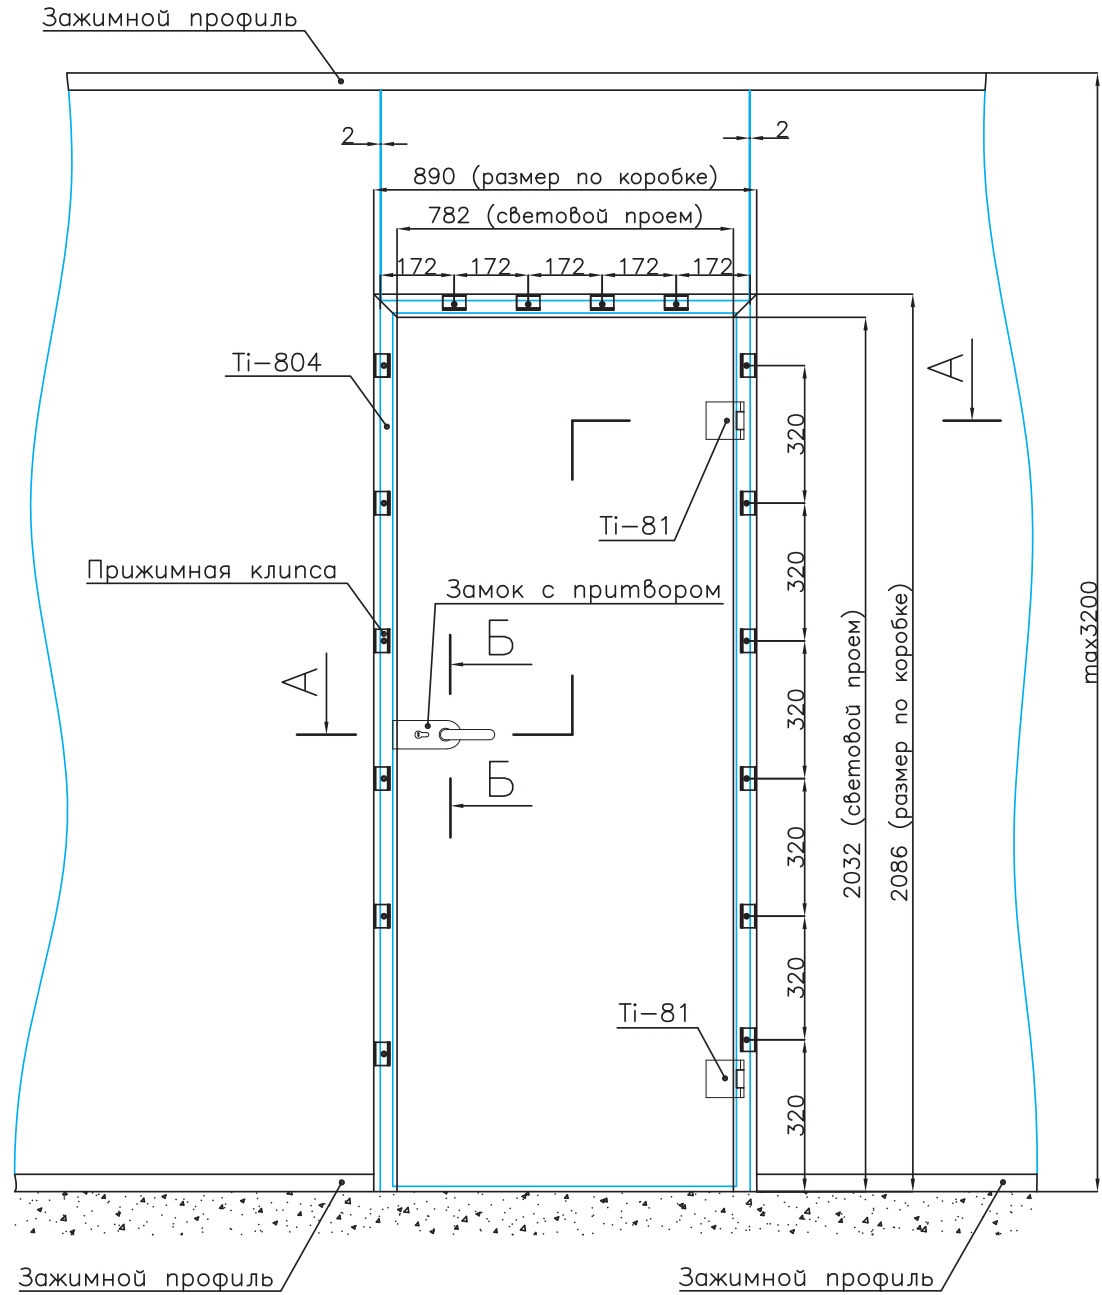 Зажимной профиль
2
2
890 (размер по коробке)
782 (световой проем)
172
172
172
172
172
Ti-804
А
320
Ti-81
320
Прижимная клипса
Замок с притвором
max3200
Б
А
320
2032 (световой проем)
2086 (размер по коробке)
Б
320
320
Ti-81
320
Зажимной профиль
Зажимной профиль